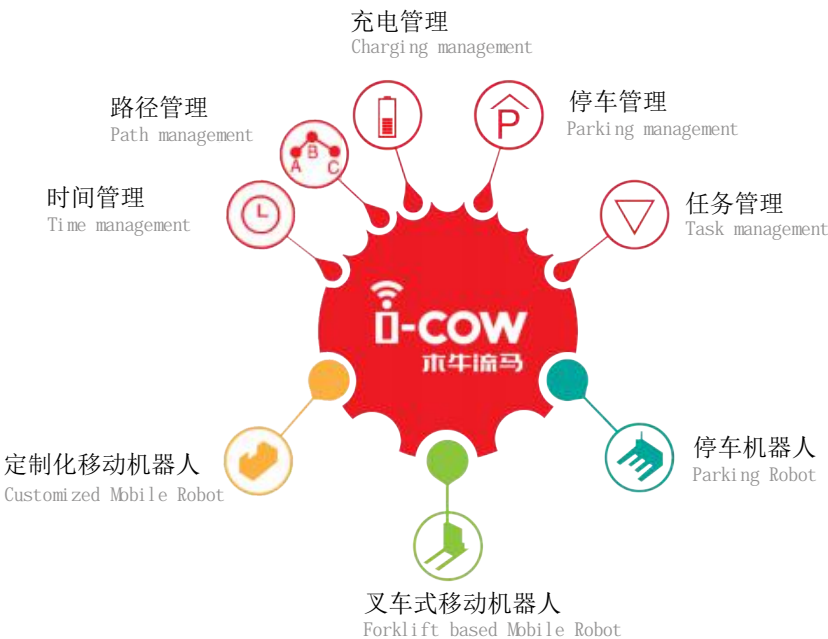 充电管理
Charging management
路径管理
Path management
停车管理
Parking management
时间管理
Time management
任务管理
Task management
A B C
P
i-cow
木牛流马
定制化移动机器人
Customized Mobile Robot
停车机器人
Parking Robot
叉车式移动机器人
Forklift based Mobile Robot